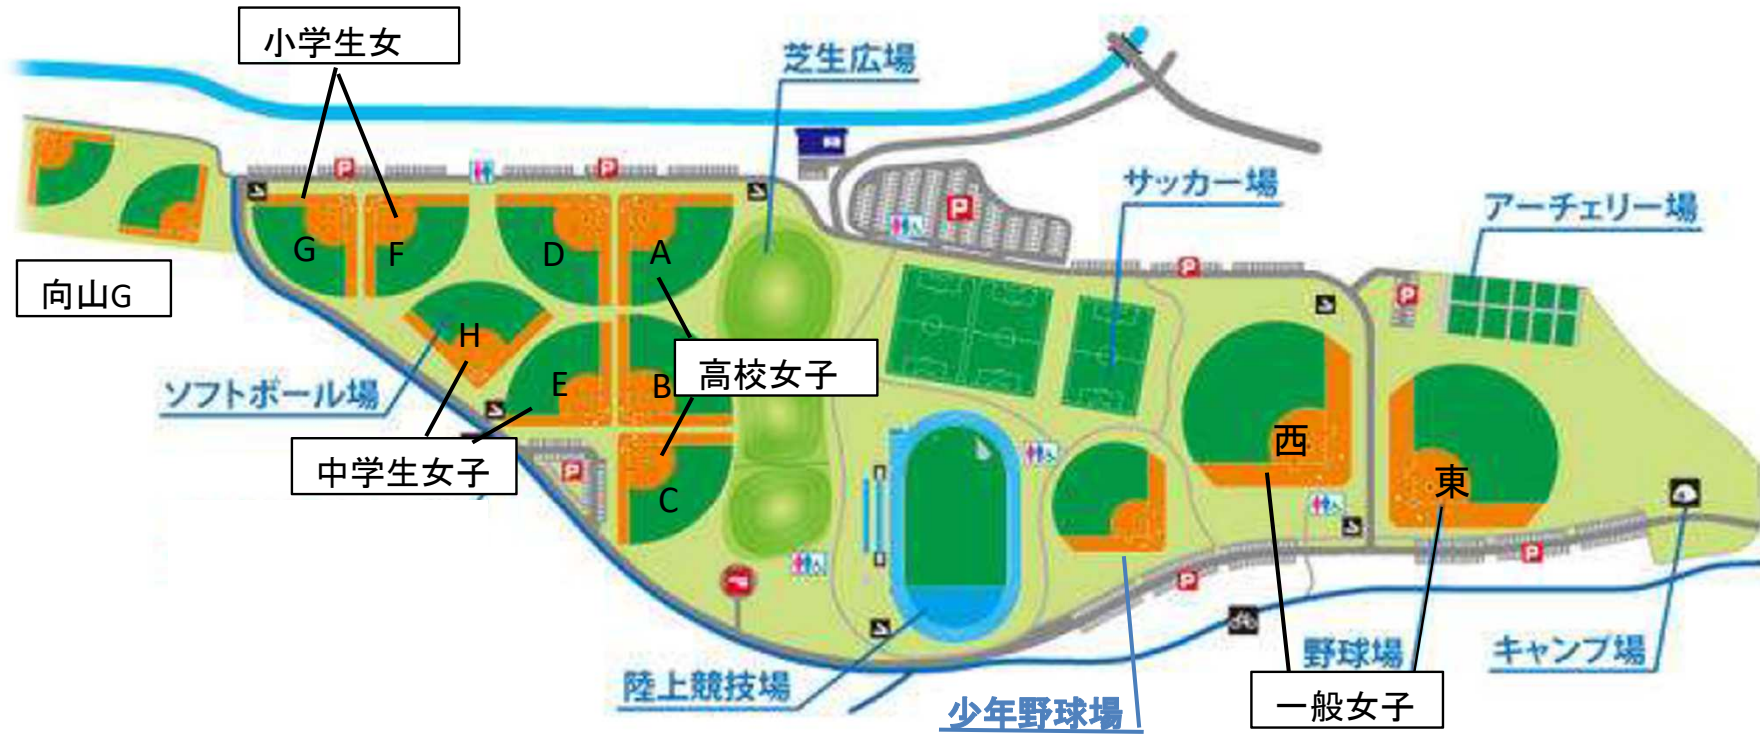 小学生女
芝生広場
サッカー場
アーチェリー場
P
P
P
P
P
G
F
D
A
向山G
H
E
B
高校女子
ソフトボール場
中学生女子
P
C
西
東
P
P
陸上競技場
少年野球場
野球場
一般女子
キャンプ場